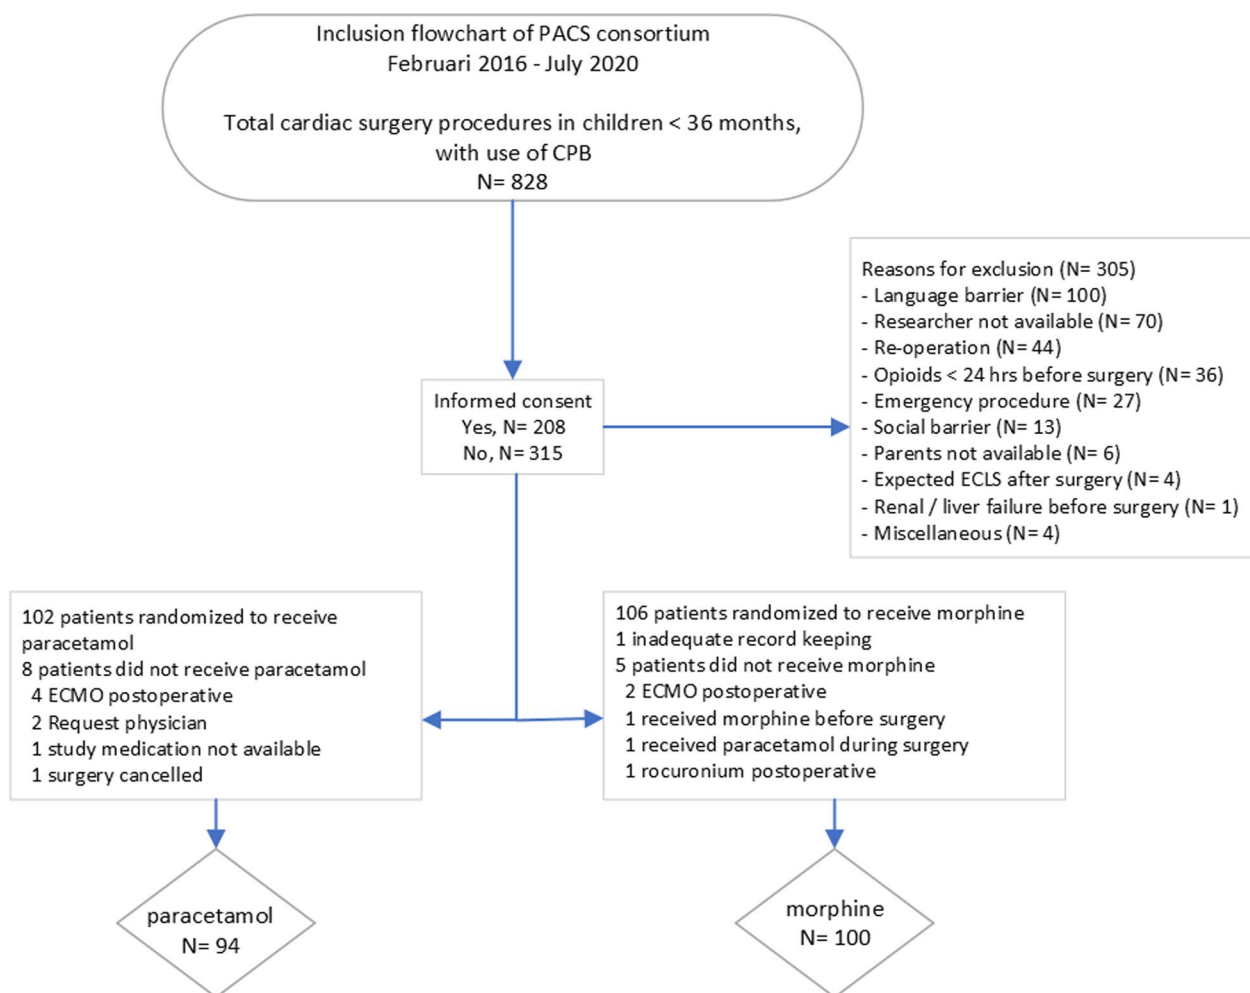 Inclusion flowchart of PACS consortium
Februari 2016 - July 2020
Total cardiac surgery procedures in children < 36 months,
with use of CPB
N= 828
Reasons for exclusion (N= 305)
- Language barrier (N= 100)
- Researcher not available (N= 70)
- Re-operation (N= 44)
- Opioids < 24 hrs before surgery (N= 36)
- Emergency procedure (N= 27)
- Social barrier (N= 13)
- Parents not available (N= 6)
- Expected ECLS after surgery (N= 4)
- Renal / liver failure before surgery (N= 1)
- Miscellaneous (N= 4)
Informed consent
Yes, N= 208
No, N= 315
102 patients randomized to receive
paracetamol
8 patients did not receive paracetamol
4 ECMO postoperative
2 Request physician
1 study medication not available
1 surgery cancelled
106 patients randomized to receive morphine
1 inadequate record keeping
5 patients did not receive morphine
2 ECMO postoperative
1 received morphine before surgery
1 received paracetamol during surgery
1 rocuronium postoperative
paracetamol
N= 94
morphine
N= 100